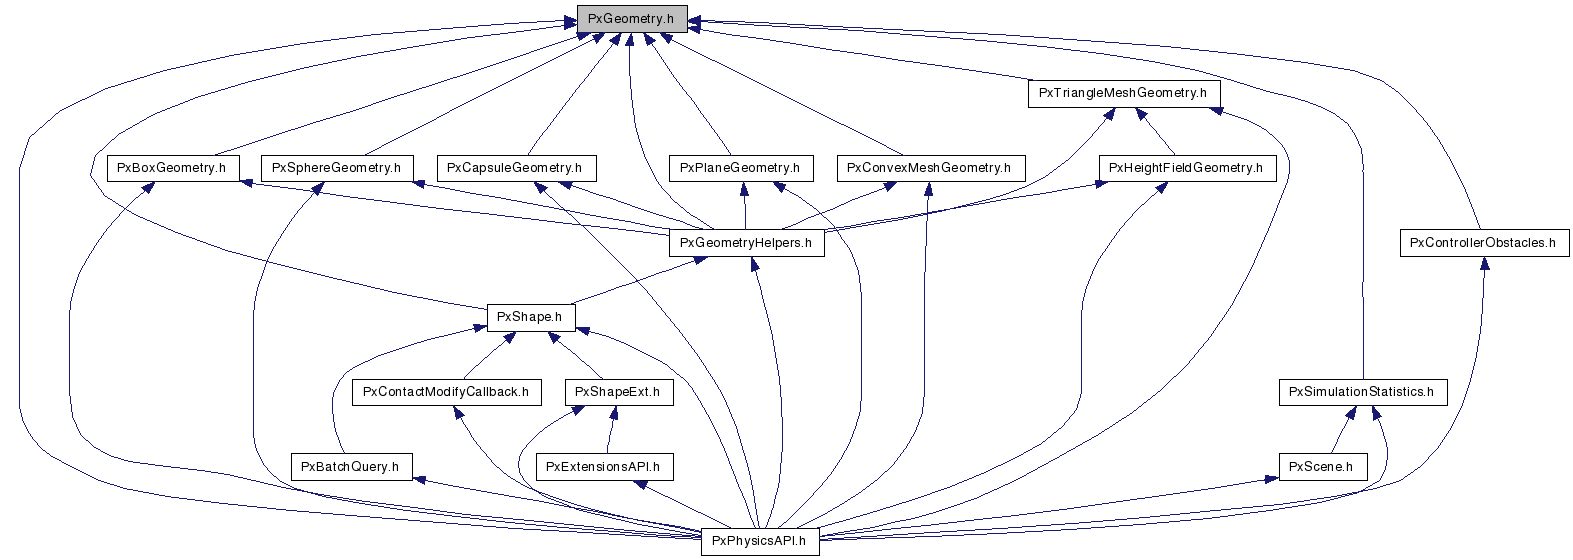 PxGeometry.h
PxTriangleMeshGeometry.h
PxBoxGeometry.h
PxSphereGeometry.h
PxCapsuleGeometry.h
PxPlaneGeometry.h
PxConvexMeshGeometry.h
PxHeightFieldGeometry.h
PxGeometryHelpers.h
PxControllerObstacles.h
PxShape.h
PxContactModifyCallback.h
PxShapeExt.h
PxSimulationStatistics.h
PxBatchQuery.h
PxExtensionsAPI.h
PxScene.h
PxPhysicsAPI.h